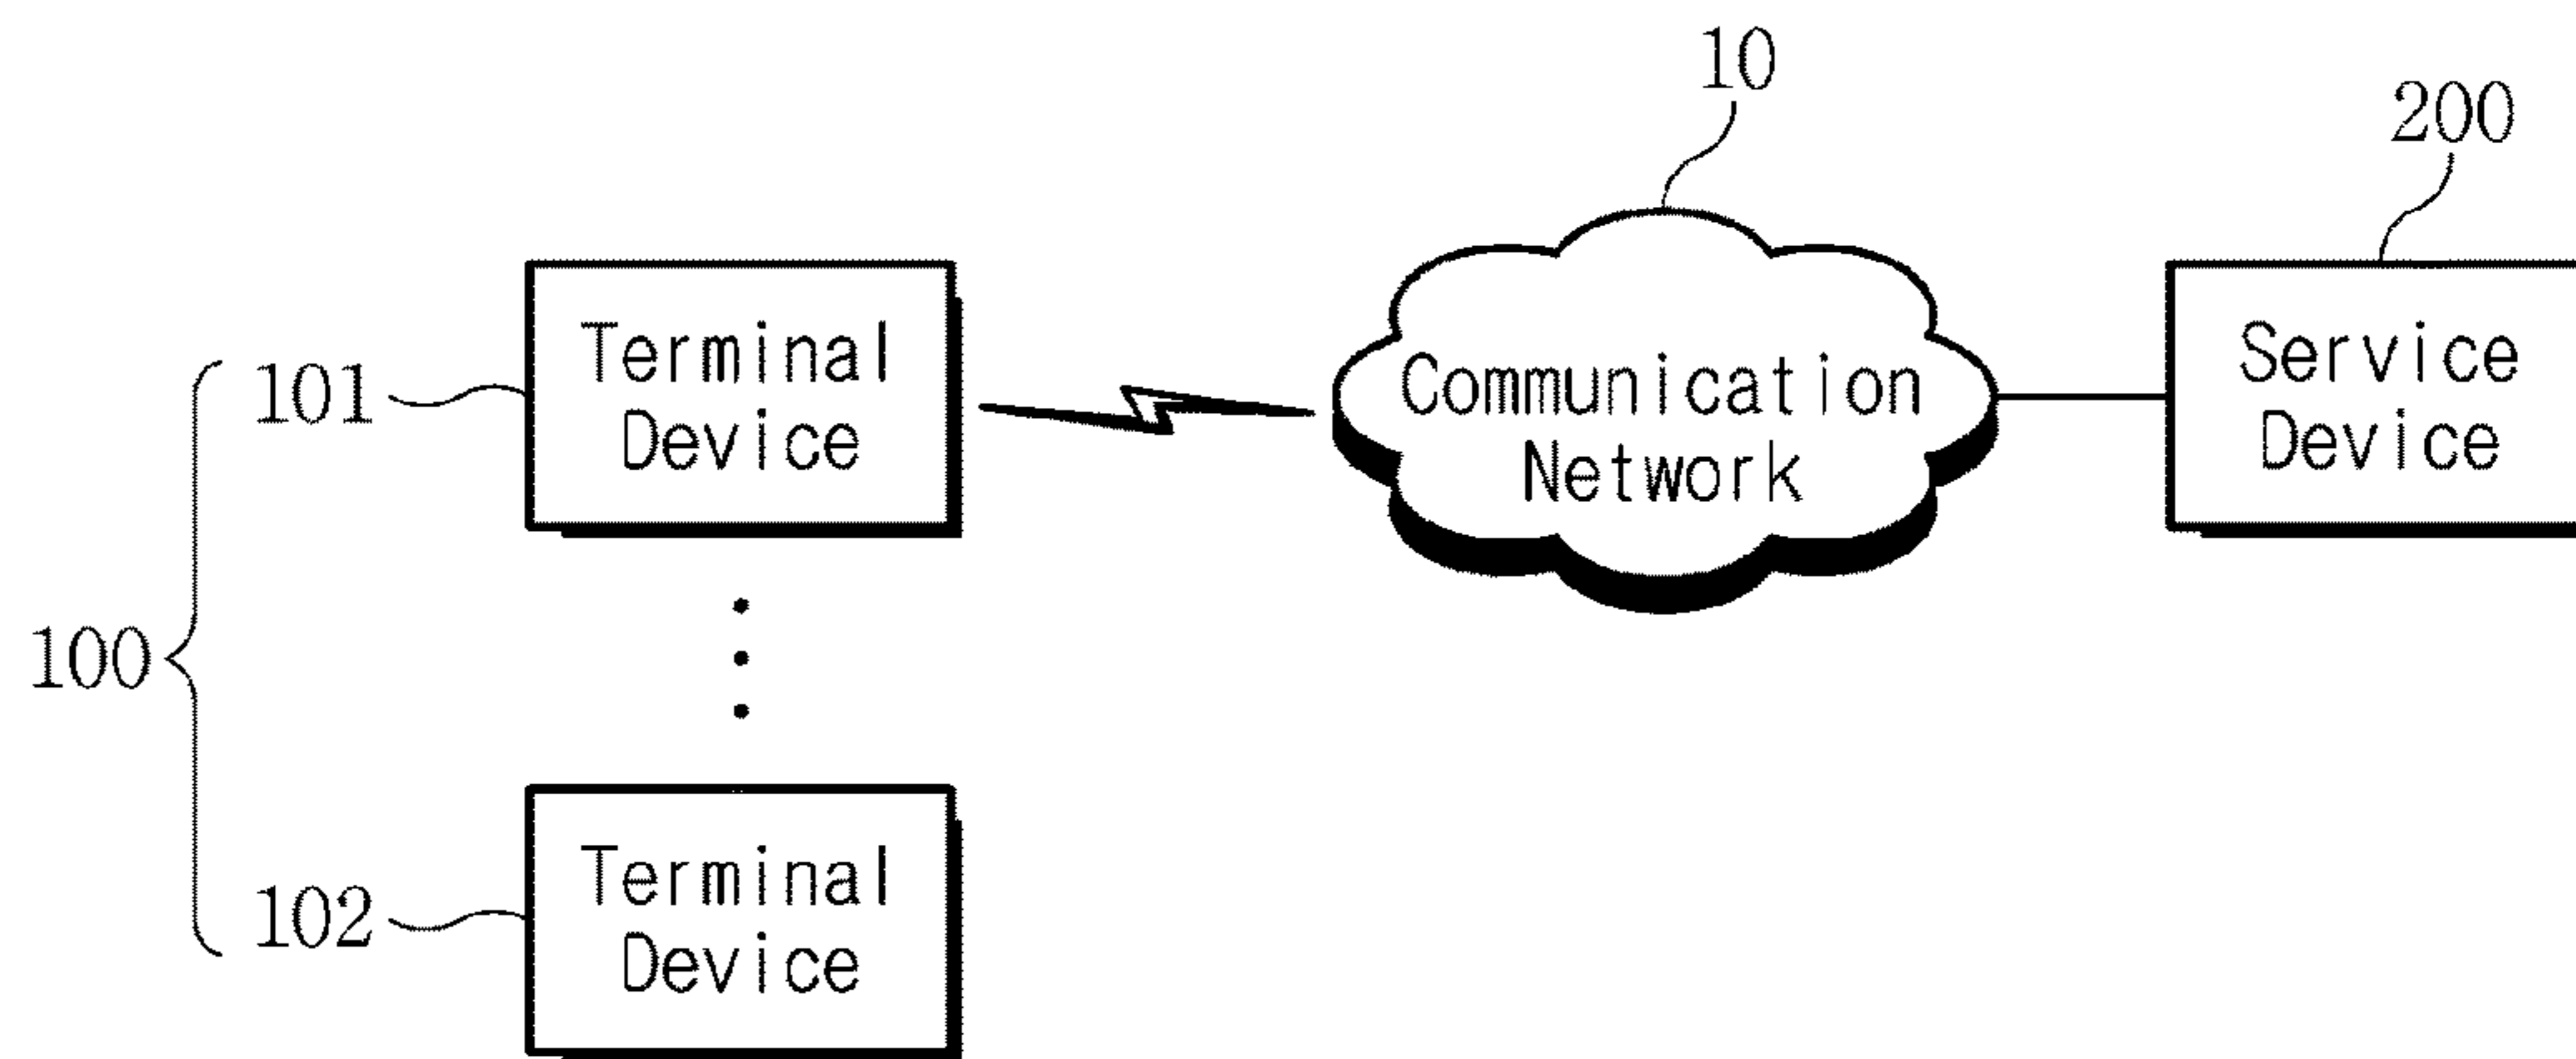 10
200
101
Terminal
Device
Communication
Network
Service
Device
100
102
Terminal
Device